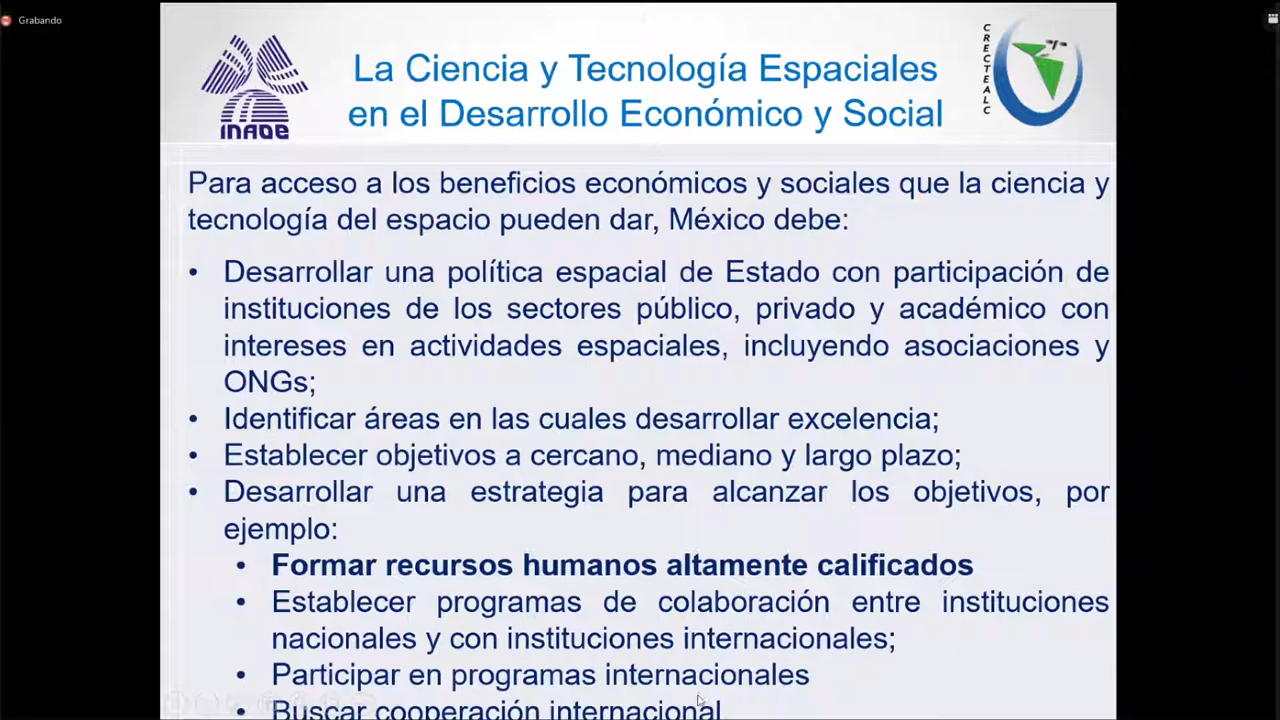 Grabando
La Ciencia y Tecnología Espaciales
en el Desarrollo Económico y Social
INAOE
CRECTEALC
Para acceso a los beneficios económicos y sociales que la ciencia y
tecnología del espacio pueden dar, México debe:
• Desarrollar una política espacial de Estado con participación de
instituciones de los sectores público, privado y académico con
intereses en actividades espaciales, incluyendo asociaciones y
ONGs;
• Identificar áreas en las cuales desarrollar excelencia;
• Establecer objetivos a cercano, mediano y largo plazo;
• Desarrollar una estrategia para alcanzar los objetivos, por
ejemplo:
• Formar recursos humanos altamente calificados
• Establecer programas de colaboración entre instituciones
nacionales y con instituciones internacionales;
• Participar en programas internacionales
• Buscar cooperación internacional